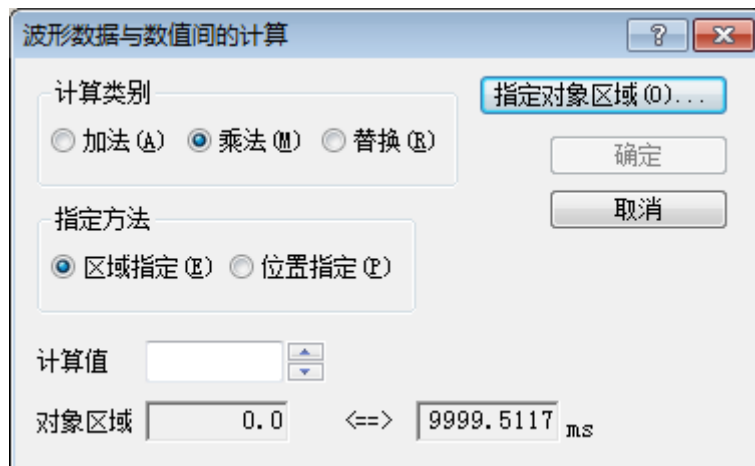 波形数据与数值间的计算
计算类别
加法(A) 乘法(M) 替换(R)
指定对象区域(O)...
确定
取消
指定方法
区域指定(E) 位置指定(P)
计算值
对象区域 0.0 <==> 9999.5117 ms